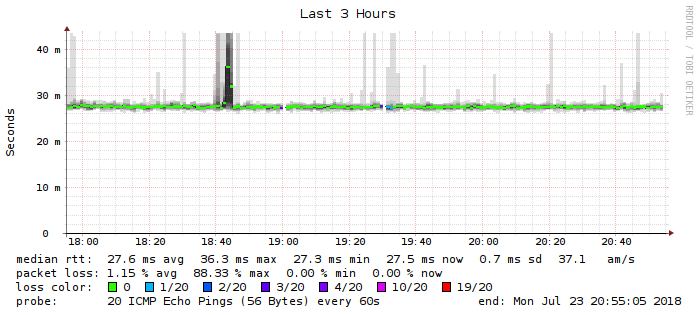 Last 3 Hours
RRDTOOL / TOBI OETIKER
Seconds
40 m
30 m
20 m
10 m
0
18:00 18:20 18:40 19:00 19:20 19:40 20:00 20:20 20:40
median rtt: 27.6 ms avg 36.3 ms max 27.3 ms min 27.5 ms now 0.7 ms sd 37.1 am/s
packet loss: 1.15 % avg 88.33 % max 0.00 % min 0.00 % now
loss color: 0 1/20 2/20 3/20 4/20 10/20 19/20
probe: 20 ICMP Echo Pings (56 Bytes) every 60s end: Mon Jul 23 20:55:05 2018